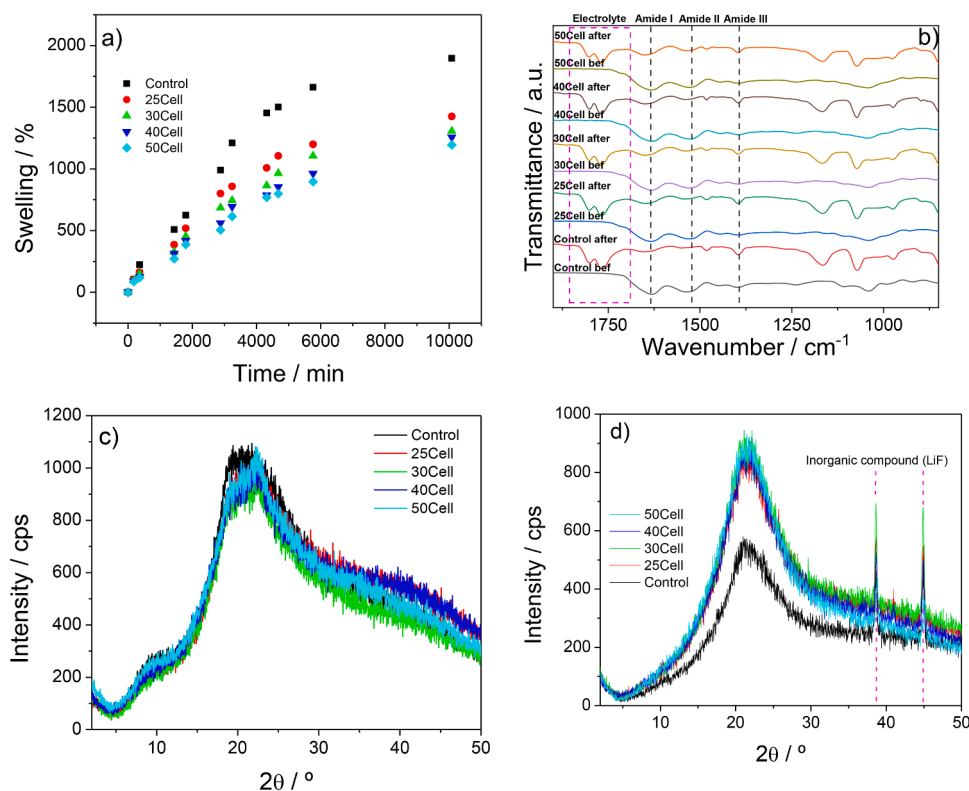 a)
2000
1500
1000
500
0
Swelling / %
Control
25Cell
30Cell
40Cell
50Cell
0 2000 4000 6000 8000 10000
Time / min
Electrolyte Amide I Amide II Amide III
b)
50Cell after
50Cell bef
40Cell after
40Cell bef
30Cell after
30Cell bef
25Cell after
25Cell bef
Control after
Control bef
Transmittance / a.u.
1750 1500 1250 1000
Wavenumber / cm-1
c)
1200
1000
800
600
400
200
0
Intensity / cps
Control
25Cell
30Cell
40Cell
50Cell
10 20 30 40 50
2θ / º
d)
1000
800
600
400
200
0
Intensity / cps
Inorganic compound (LiF)
50Cell
40Cell
30Cell
25Cell
Control
10 20 30 40 50
2θ / º